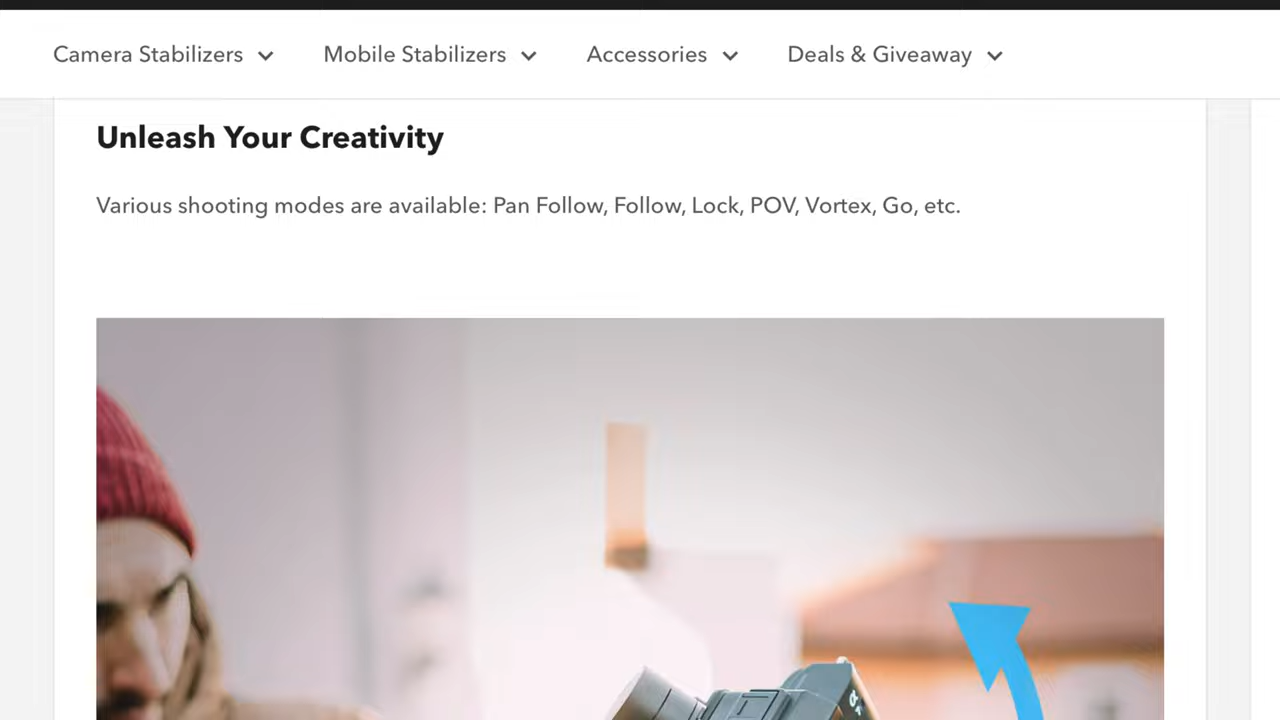 Camera Stabilizers
Mobile Stabilizers
Accessories
Deals & Giveaway
Unleash Your Creativity
Various shooting modes are available: Pan Follow, Follow, Lock, POV, Vortex, Go, etc.